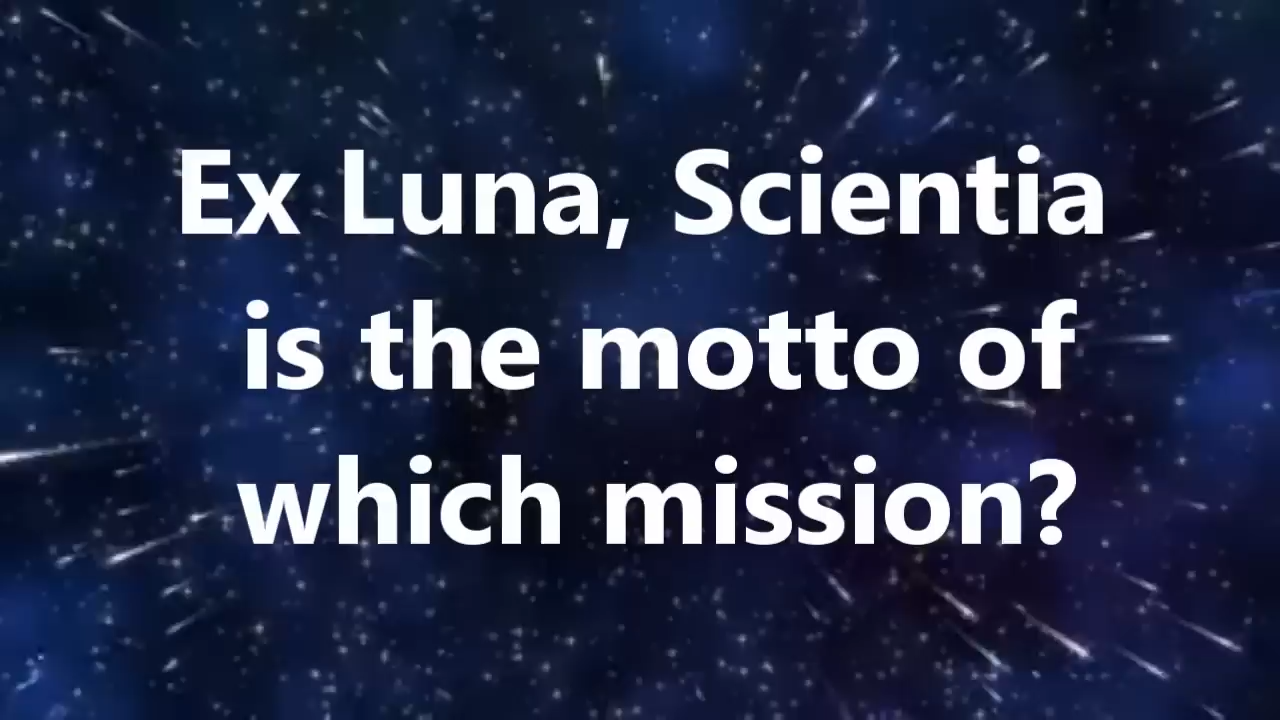 Ex Luna, Scientia
is the motto of
which mission?